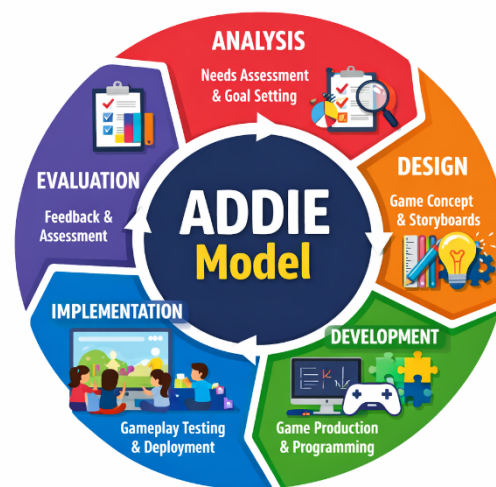 ANALYSIS
Needs Assessment
& Goal Setting
DESIGN
Game Concept
& Storyboards
DEVELOPMENT
Game Production
& Programming
IMPLEMENTATION
Gameplay Testing
& Deployment
EVALUATION
Feedback &
Assessment
ADDIE
Model